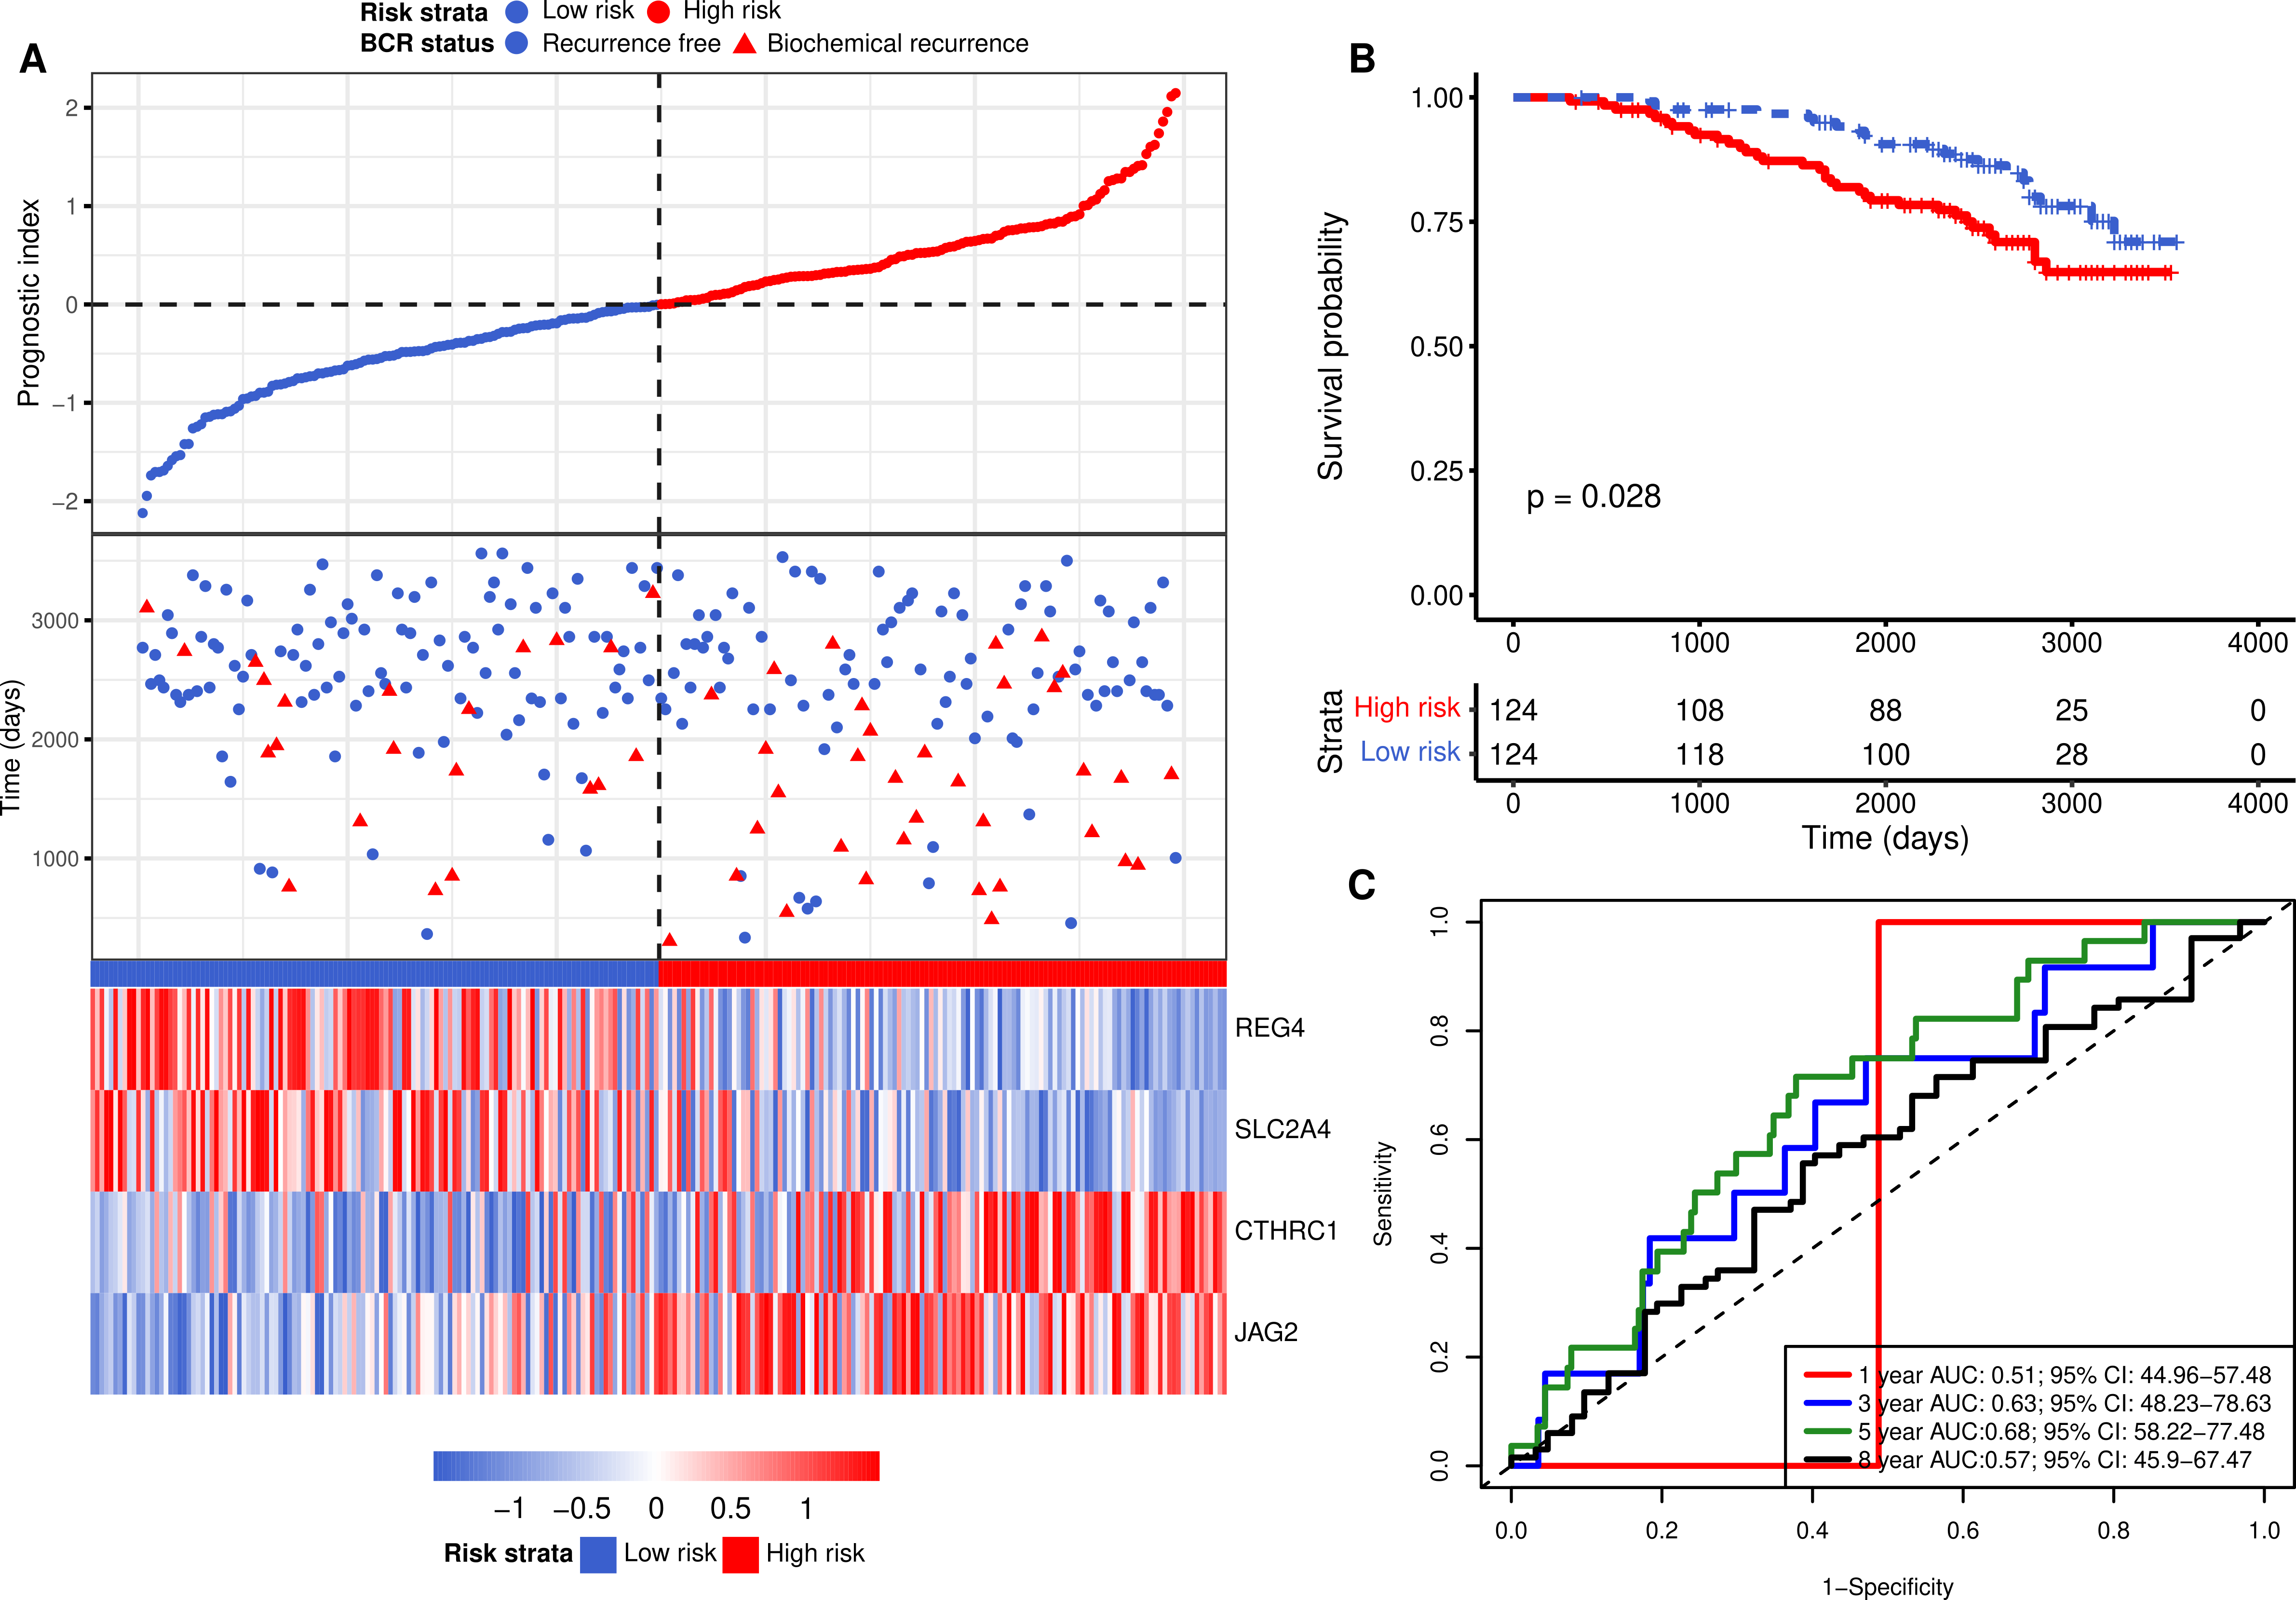 Risk strata Low risk High risk
BCR status Recurrence free Biochemical recurrence
A
Prognostic index
2
1
0
−1
−2
Time (days)
3000
2000
1000
REG4
SLC2A4
CTHRC1
JAG2
−1 −0.5 0 0.5 1
Risk strata Low risk High risk
B
Survival probability
1.00
0.75
0.50
0.25
0.00
p = 0.028
0 1000 2000 3000 4000
Strata
High risk 124 108 88 25 0
Low risk 124 118 100 28 0
0 1000 2000 3000 4000
Time (days)
C
Sensitivity
1.0
0.8
0.6
0.4
0.2
0.0
1 year AUC: 0.51; 95% CI: 44.96−57.48
3 year AUC: 0.63; 95% CI: 48.23−78.63
5 year AUC:0.68; 95% CI: 58.22−77.48
8 year AUC:0.57; 95% CI: 45.9−67.47
0.0 0.2 0.4 0.6 0.8 1.0
1−Specificity